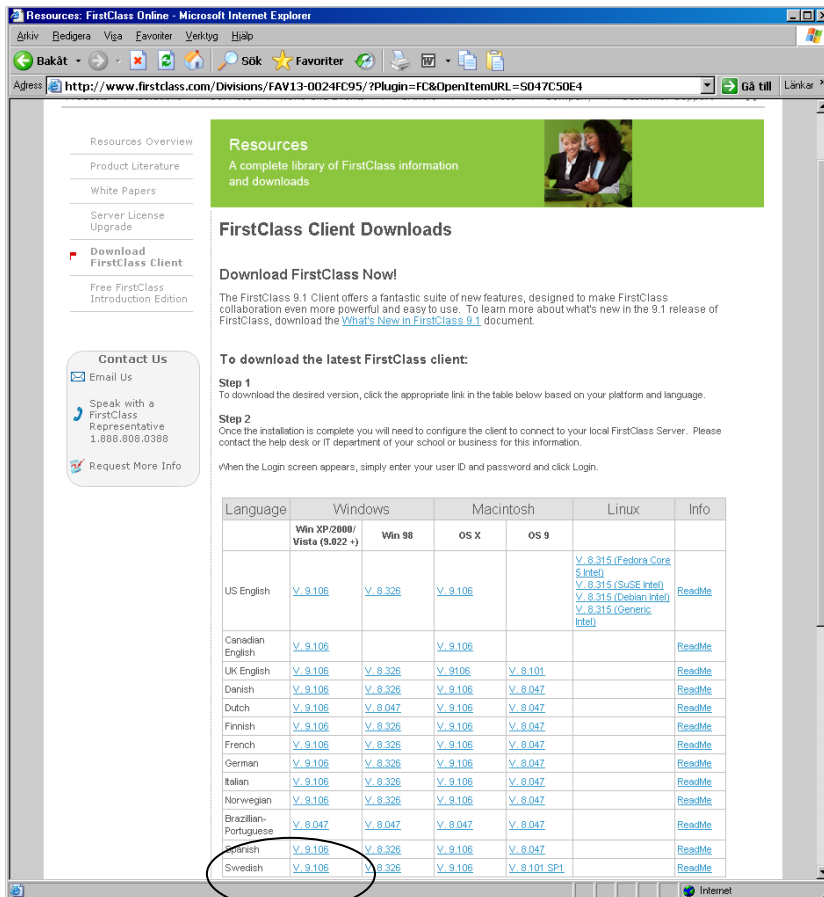 Resources: FirstClass Online - Microsoft Internet Explorer
Arkiv Redigera Visa Favoriter Verktyg Hjälp
Bakåt Sök Favoriter
Adress http://www.firstclass.com/Divisions/FAV13-0024FC95/?Plugin=FC&OpenItemURL=S047C50E4 Gå till Länkar »
Resources Overview
Product Literature
White Papers
Server License
Upgrade
Download
FirstClass Client
Free FirstClass
Introduction Edition
Contact Us
Email Us
Speak with a
FirstClass
Representative
1.888.808.0388
Request More Info
Resources
A complete library of FirstClass information
and downloads
FirstClass Client Downloads
Download FirstClass Now!
The FirstClass 9.1 Client offers a fantastic suite of new features, designed to make FirstClass
collaboration even more powerful and easy to use. To learn more about what's new in the 9.1 release of
FirstClass, download the What's New in FirstClass 9.1 document.
To download the latest FirstClass client:
Step 1
To download the desired version, click the appropriate link in the table below based on your platform and language.
Step 2
Once the installation is complete you will need to configure the client to connect to your local FirstClass Server. Please
contact the help desk or IT department of your school or business for this information.
When the Login screen appears, simply enter your user ID and password and click Login.
Language Windows Macintosh Linux Info
Win XP/2000/
Vista (9.022 +) Win 98 OS X OS 9
US English V. 9.106 V. 8.326 V. 9.106 V. 8.315 (Fedora Core
5 Intel)
V. 8.315 (SuSE Intel)
V. 8.315 (Debian Intel)
V. 8.315 (Generic
Intel) ReadMe
Canadian
English V. 9.106 V. 9.106 ReadMe
UK English V. 9.106 V. 8.326 V. 9106 V. 8.101 ReadMe
Danish V. 9.106 V. 8.326 V. 9.106 V. 8.047 ReadMe
Dutch V. 9.106 V. 8.047 V. 9.106 V. 8.047 ReadMe
Finnish V. 9.106 V. 8.326 V. 9.106 V. 8.047 ReadMe
French V. 9.106 V. 8.326 V. 9.106 V. 8.047 ReadMe
German V. 9.106 V. 8.326 V. 9.106 V. 8.047 ReadMe
Italian V. 9.106 V. 8.326 V. 9.106 V. 8.047 ReadMe
Norwegian V. 9.106 V. 8.326 V. 9.106 V. 8.047 ReadMe
Brazillian-
Portuguese V. 8.047 V. 8.047 V. 8.047 V. 8.047 ReadMe
Spanish V. 9.106 V. 8.326 V. 9.106 V. 8.047 ReadMe
Swedish V. 9.106 V. 8.326 V. 9.106 V. 8.101 SP1 ReadMe
Internet